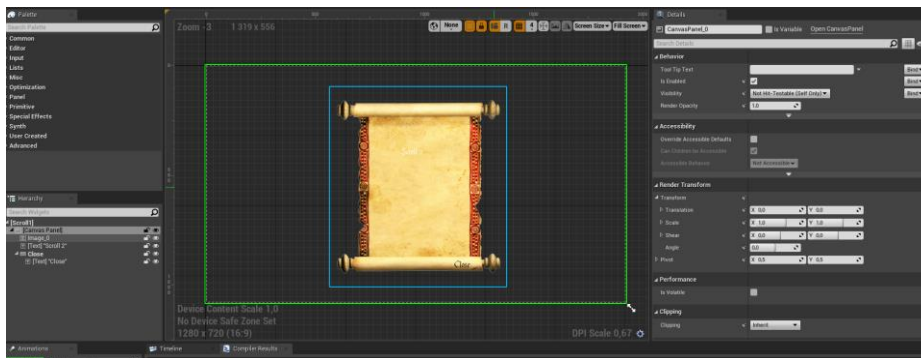 Palette
Search Palette
Common
Editor
Input
Lists
Misc
Optimization
Panel
Primitive
Special Effects
Synth
User Created
Advanced
Hierarchy
Search Widgets
[Scroll1]
[Canvas Panel]
Image_0
[Text] "Scroll 2"
Close
[Text] "Close"
Zoom -3
1 319 x 556
None
R
4
Screen Size
Fill Screen
Close
Device Content Scale 1,0
No Device Safe Zone Set
1280 x 720 (16:9)
DPI Scale 0,67
Details
CanvasPanel_0
Is Variable
Open CanvasPanel
Search Details
Behavior
Tool Tip Text
Bind
Is Enabled
Visibility
Not Hit-Testable (Self Only)
Bind
Render Opacity
1,0
Accessibility
Override Accessible Defaults
Can Children be Accessible
Accessible Behavior
Not Accessible
Render Transform
Transform
Translation
X 0,0
Y 0,0
Scale
X 1,0
Y 1,0
Shear
X 0,0
Y 0,0
Angle
0,0
Pivot
X 0,5
Y 0,5
Performance
Is Volatile
Clipping
Clipping
Inherit
Animations
Timeline
Compiler Results